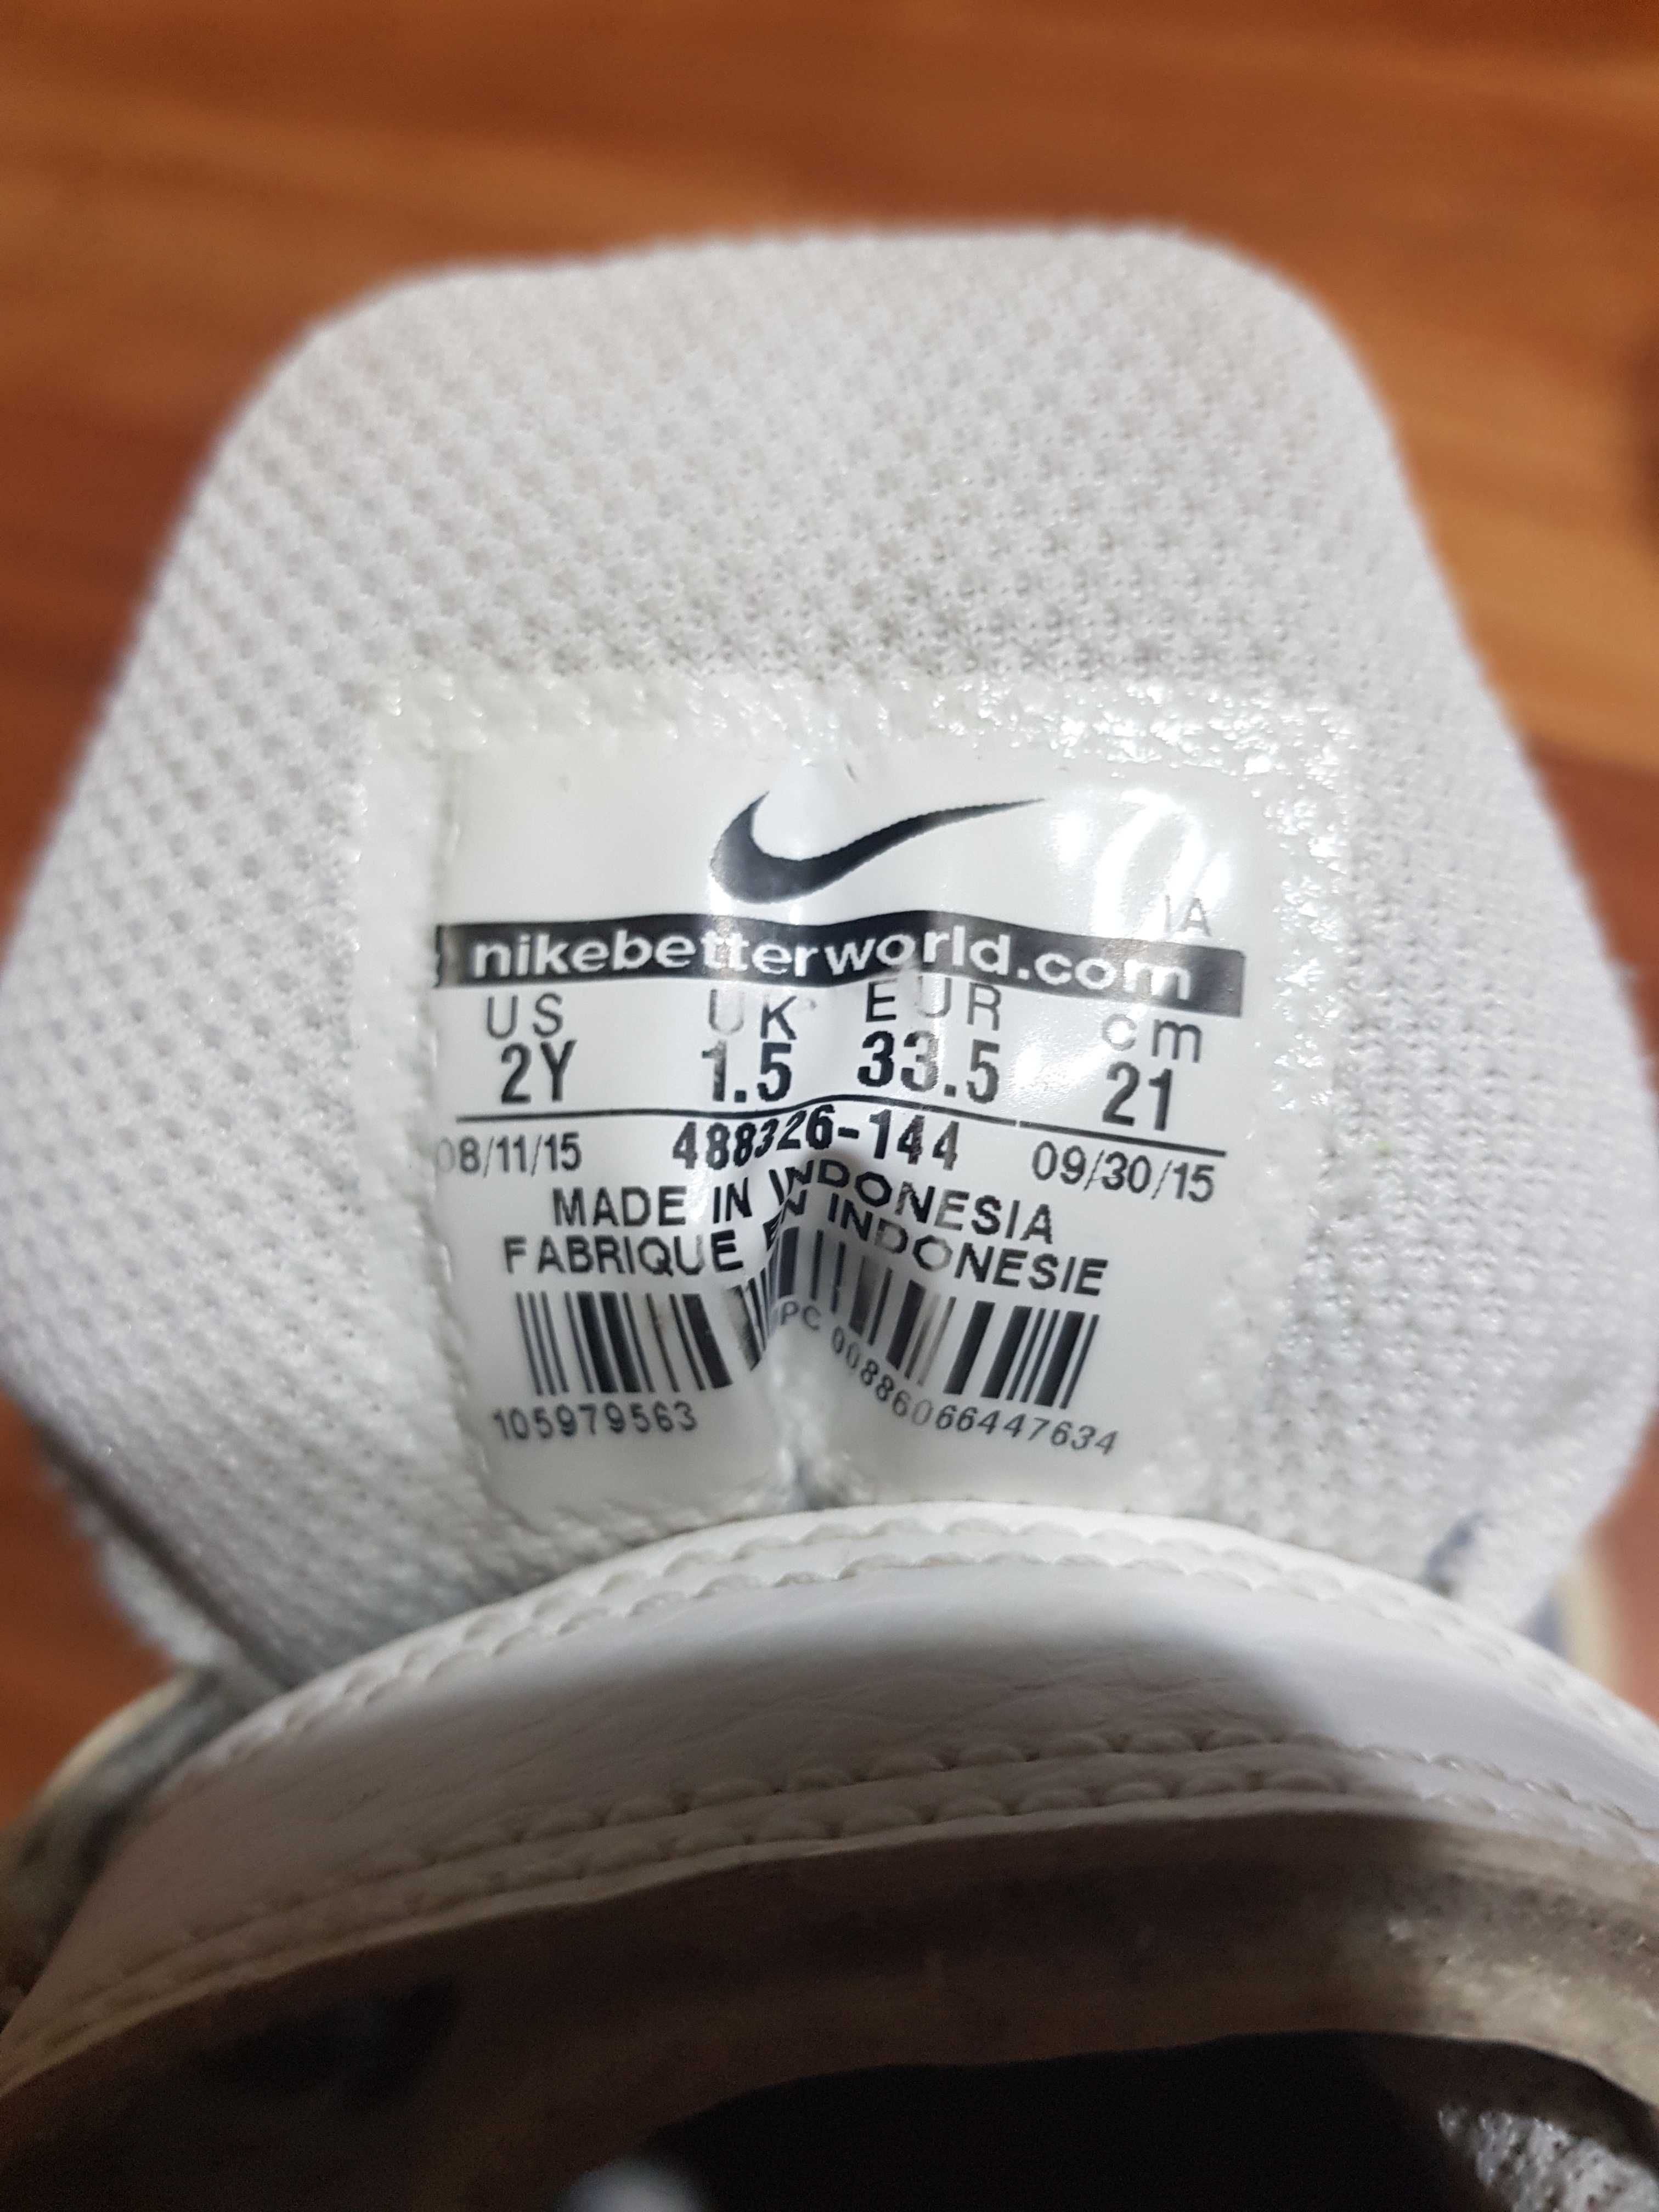 IA
nikebetterworld.com
US UK EUR cm
2Y 1.5 33.5 21
08/11/15 488326-144 09/30/15
MADE IN INDONESIA
FABRIQUE EN INDONESIE
105979563 00886066447634